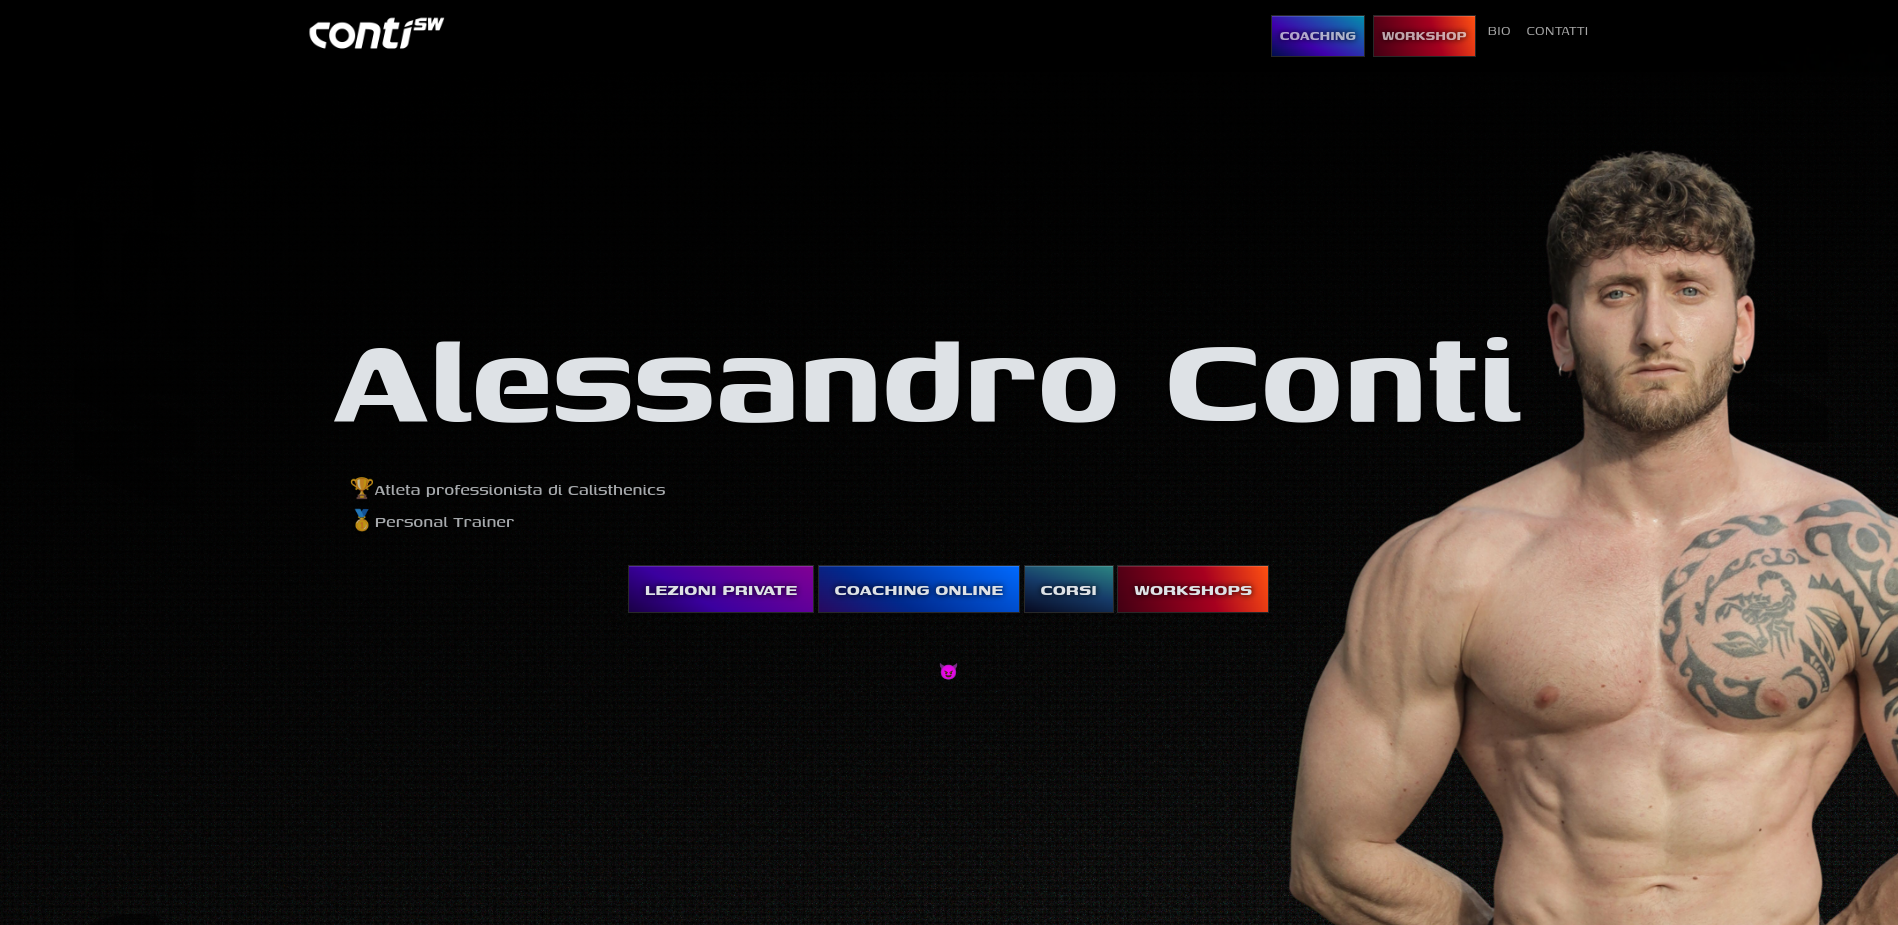 contisw
COACHING
WORKSHOP
BIO
CONTATTI
Alessandro Conti
🏆Atleta professionista di Calisthenics
🏅Personal Trainer
LEZIONI PRIVATE
COACHING ONLINE
CORSI
WORKSHOPS
😈